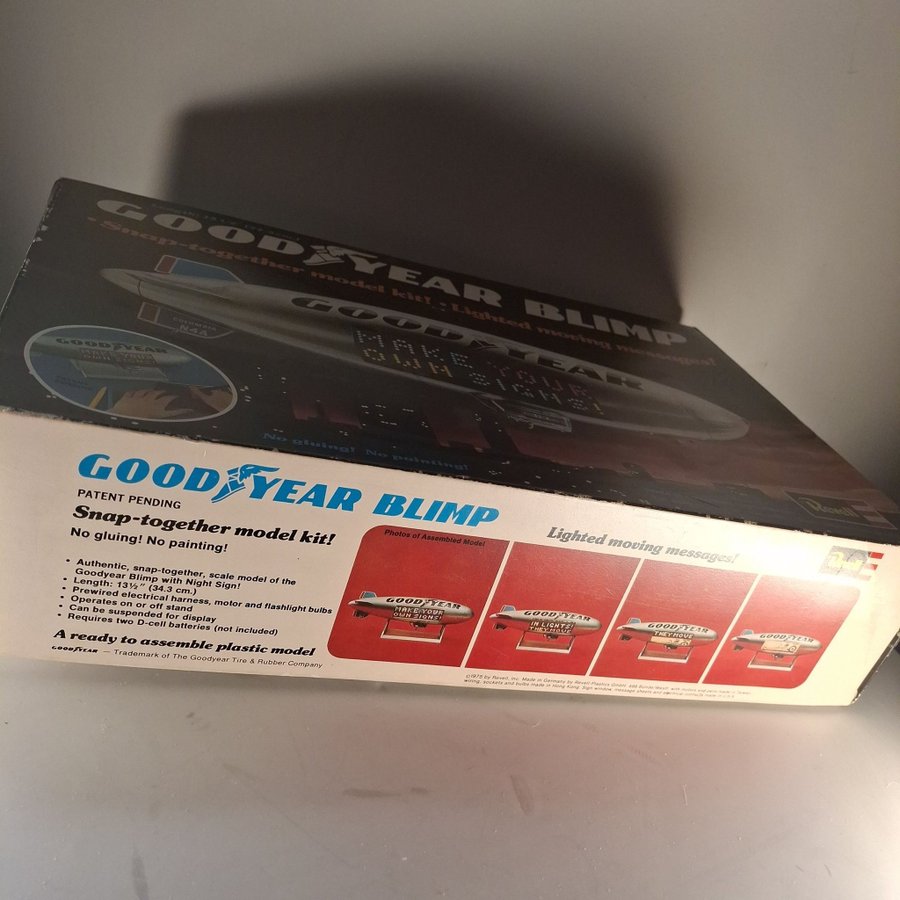 GOODYEAR BLIMP
• Snap-together model kit! • Lighted moving messages!
COLUMBIA
N4A
GOODYEAR
MAKE YOUR
OWN SIGNS!
GOODYEAR
MAKE YOUR
No gluing! No painting!
Revell
GOODYEAR BLIMP
PATENT PENDING
Snap-together model kit!
No gluing! No painting!
• Authentic, snap-together, scale model of the
Goodyear Blimp with Night Sign!
• Length: 13½" (34.3 cm.)
• Prewired electrical harness, motor and flashlight bulbs
• Operates on or off stand
• Can be suspended for display
• Requires two D-cell batteries (not included)
A ready to assemble plastic model
GOODYEAR — Trademark of The Goodyear Tire & Rubber Company
Photos of Assembled Model
Lighted moving messages!
GOODYEAR
MAKE YOUR
OWN SIGNS!
GOODYEAR
IN LIGHTS!
THEY MOVE
GOODYEAR
THEY MOVE
GOODYEAR